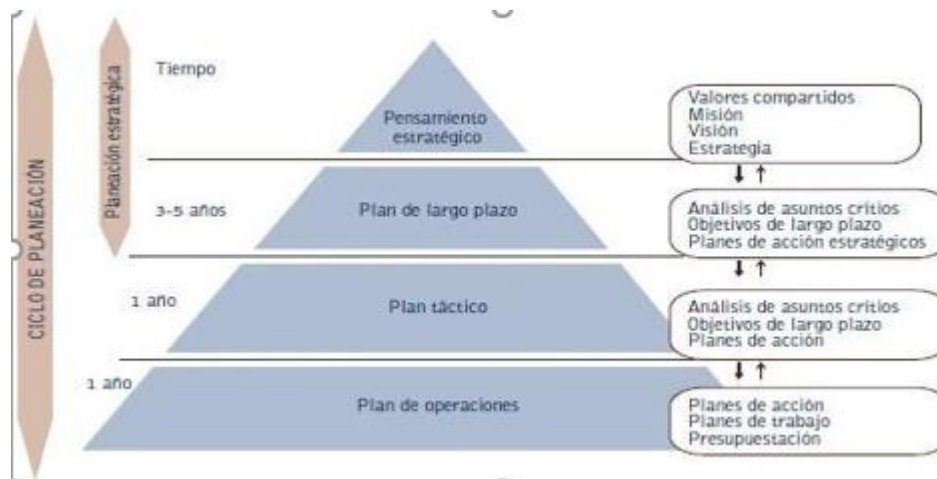 CICLO DE PLANEACIÓN
Planeación estratégica
Tiempo
Pensamiento
estratégico
Valores compartidos
Misión
Visión
Estrategia
3-5 años
Plan de largo plazo
Análisis de asuntos critios
Objetivos de largo plazo
Planes de acción estratégicos
1 año
Plan táctico
Análisis de asuntos critios
Objetivos de largo plazo
Planes de acción
1 año
Plan de operaciones
Planes de acción
Planes de trabajo
Presupuestación